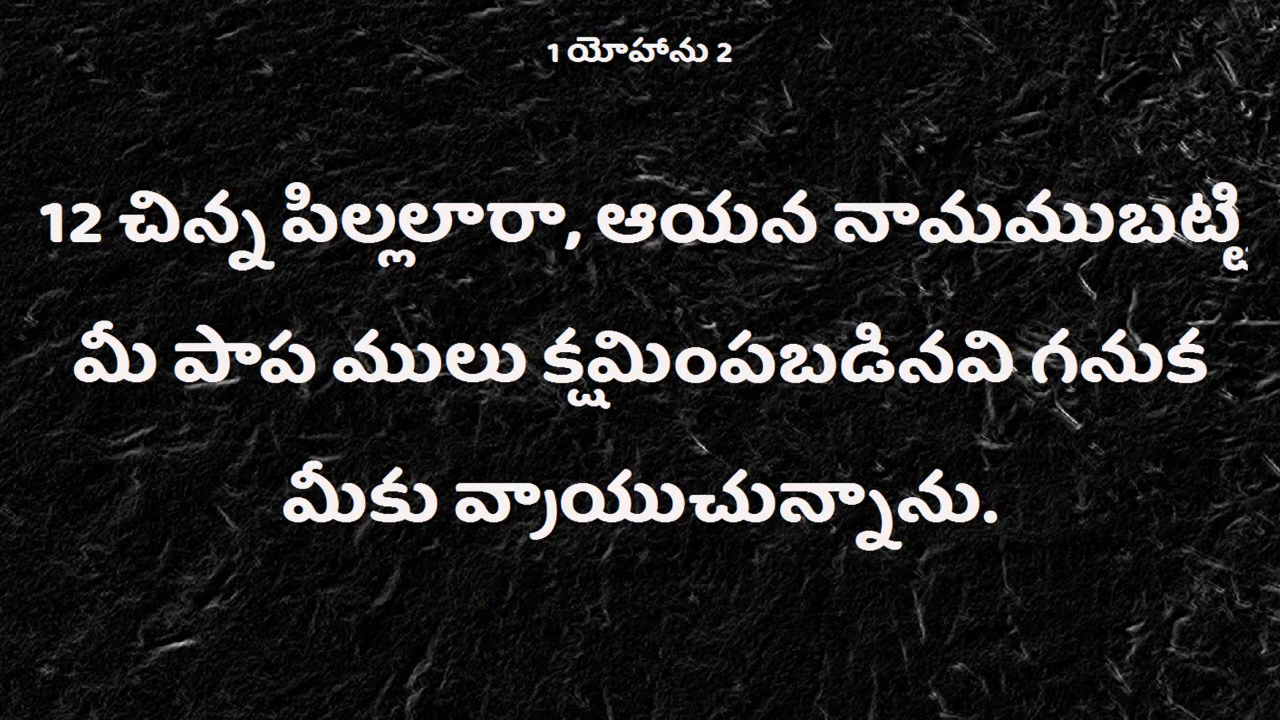 1 యోహాను 2
12 చిన్న పిల్లలారా, ఆయన నామముబట్టి
మీ పాప ములు క్షమింపబడినవి గనుక
మీకు వ్రాయుచున్నాను.